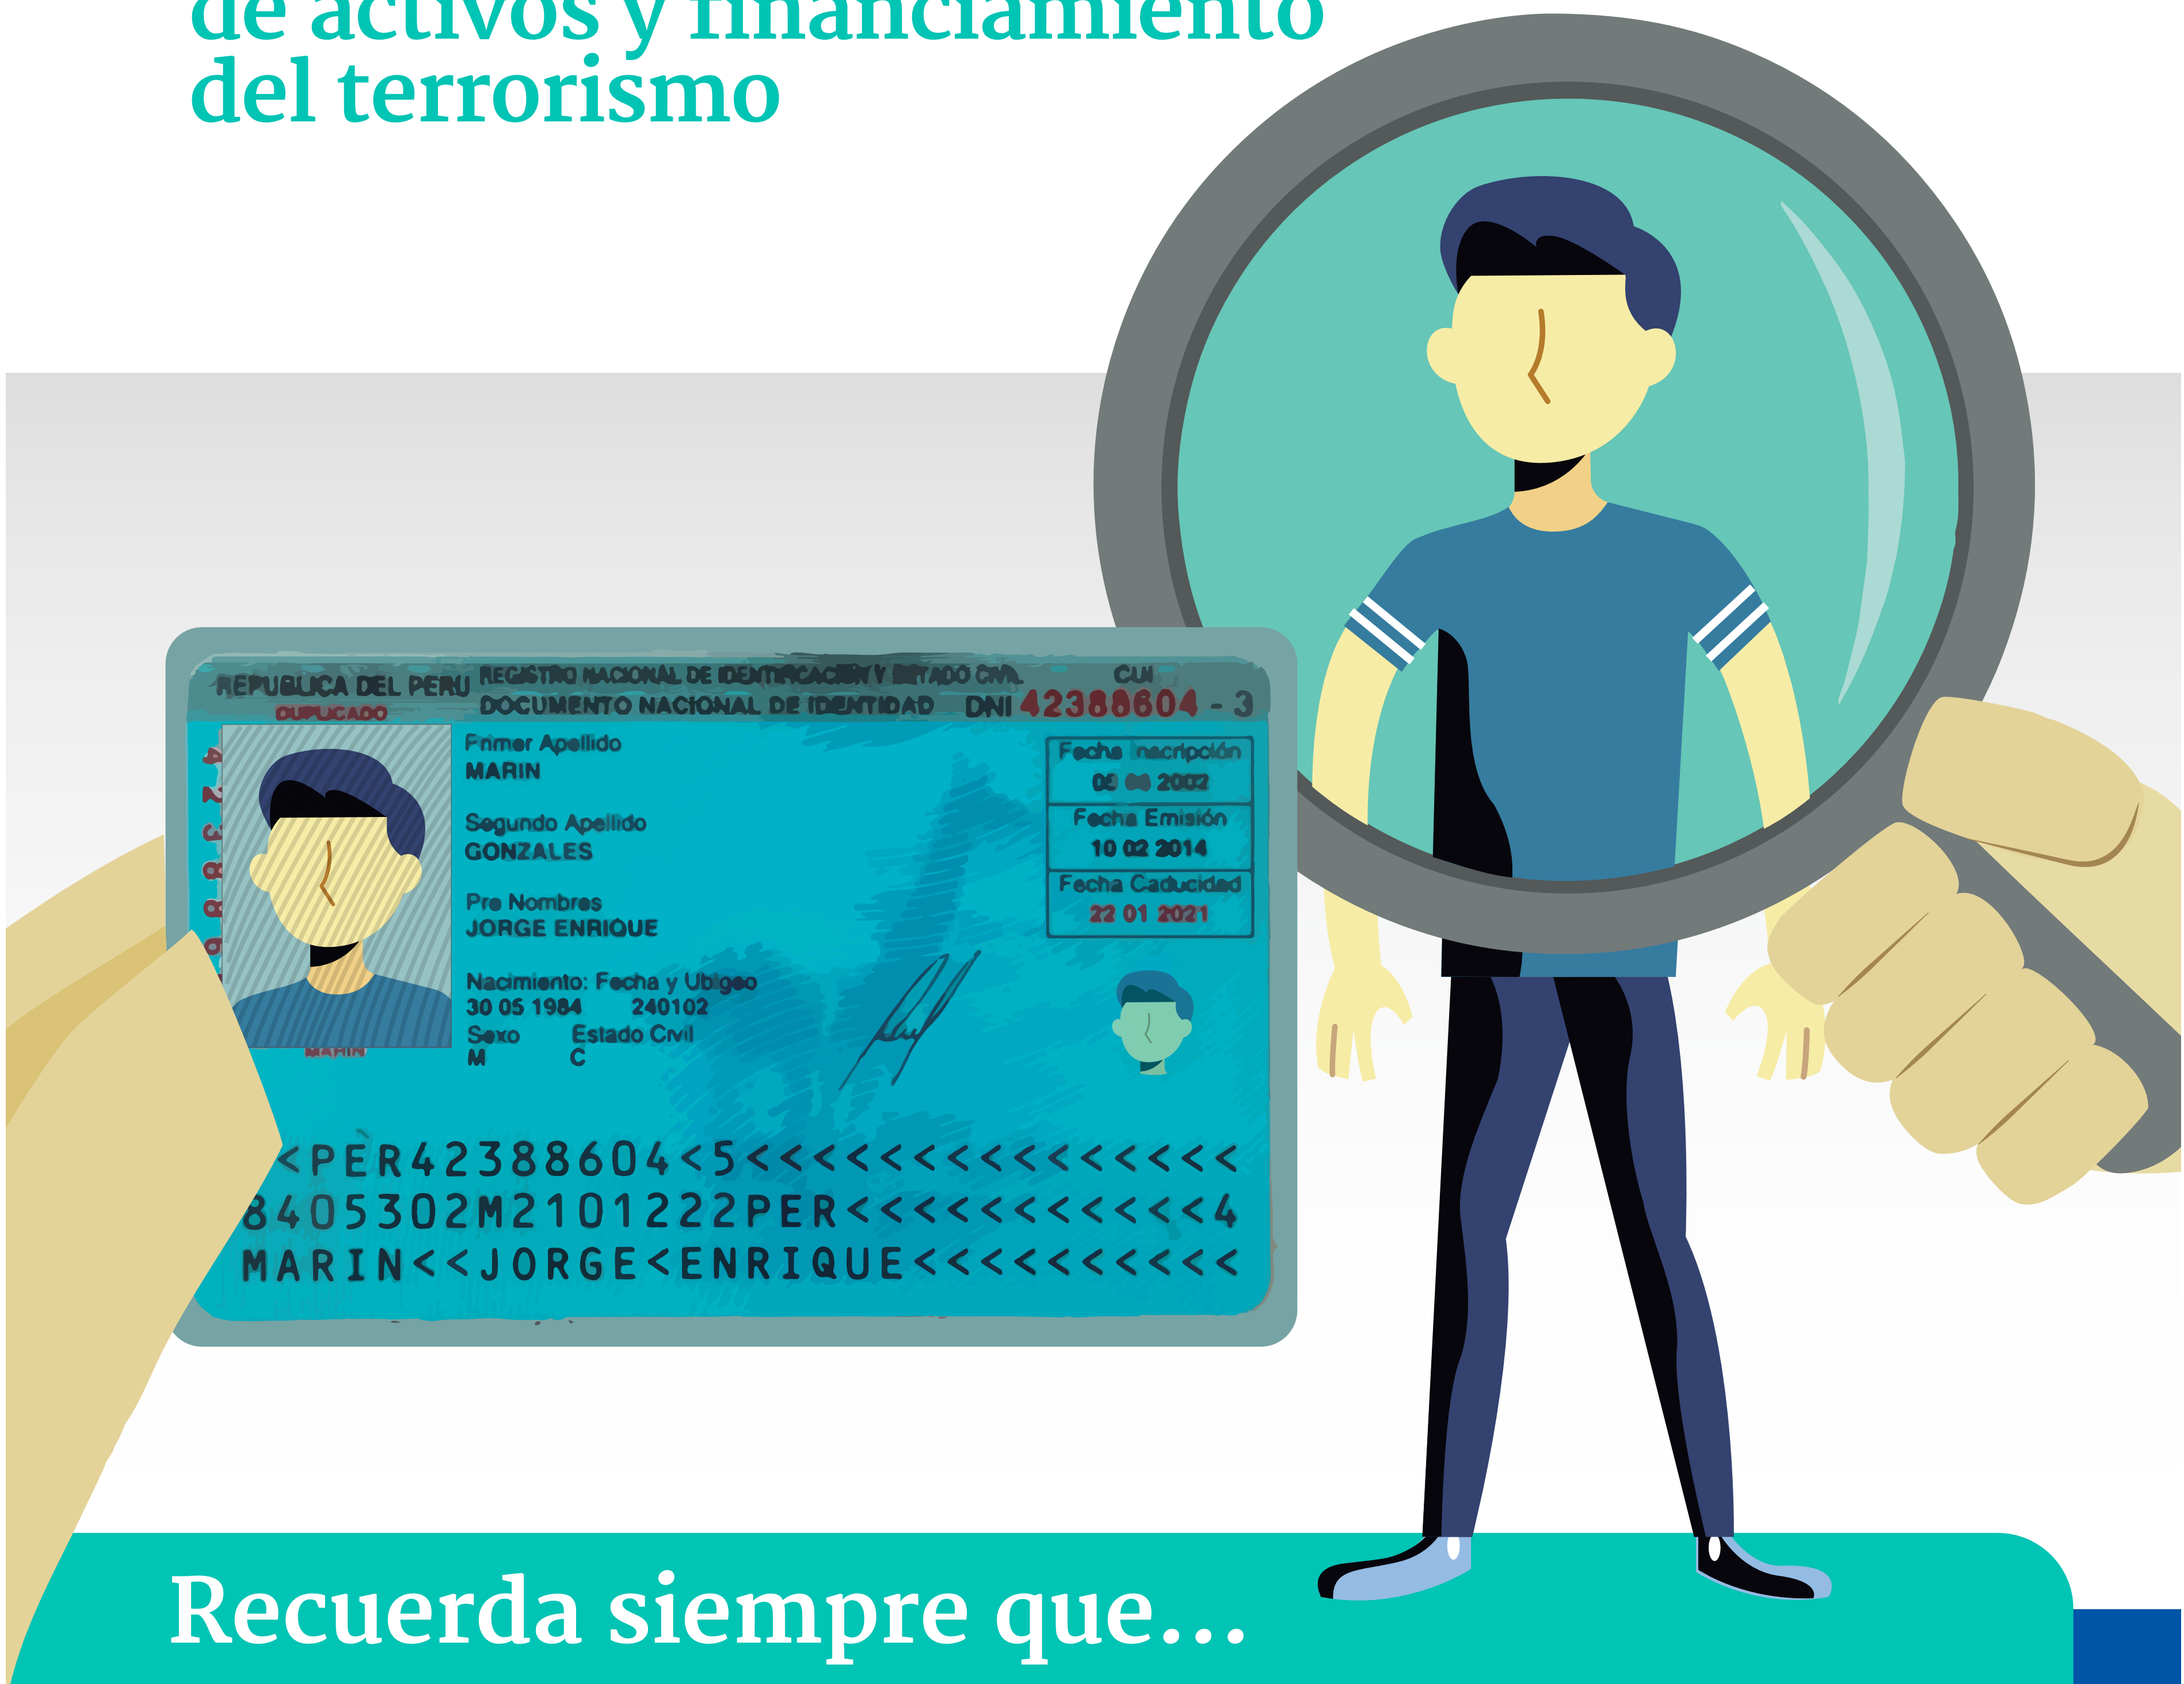 de activos y financiamiento
del terrorismo
REPUBLICA DEL PERU
REGISTRO NACIONAL DE IDENTIFICACIÓN Y ESTADO CIVIL
CUI
DUPLICADO
DOCUMENTO NACIONAL DE IDENTIDAD DNI 42388604 - 3
Primer Apellido
MARIN
Segundo Apellido
GONZALES
Pre Nombres
JORGE ENRIQUE
Nacimiento: Fecha y Ubigeo
30 05 1984 240102
Sexo Estado Civil
M C
Fecha Inscripción
2002
Fecha Emisión
10 02 2014
Fecha Caducidad
22 01 2021
MARIN
<PER42388604<5<<<<<<<<<<<<<<<
8405302M2101222PER<<<<<<<<<<<4
MARIN<<JORGE<ENRIQUE<<<<<<<<<<
Recuerda siempre que...